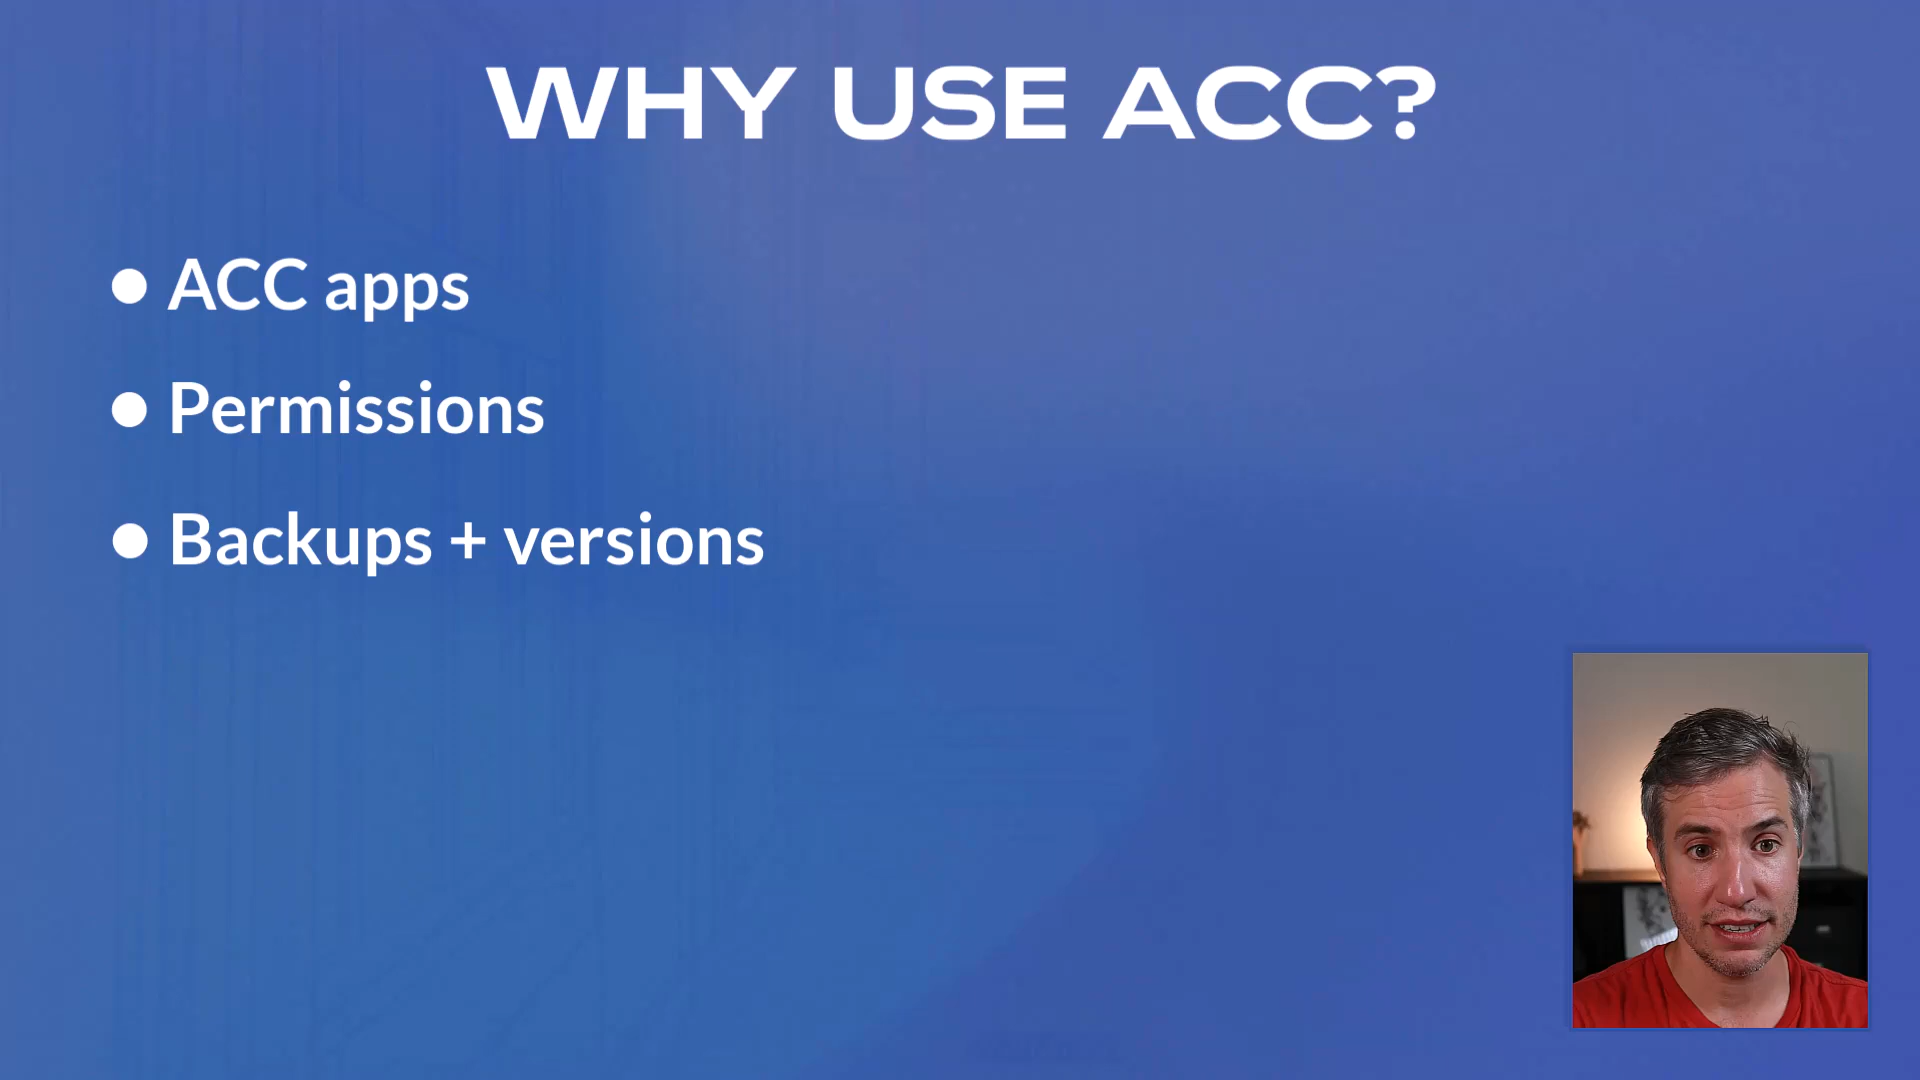 WHY USE ACC?
• ACC apps
• Permissions
• Backups + versions